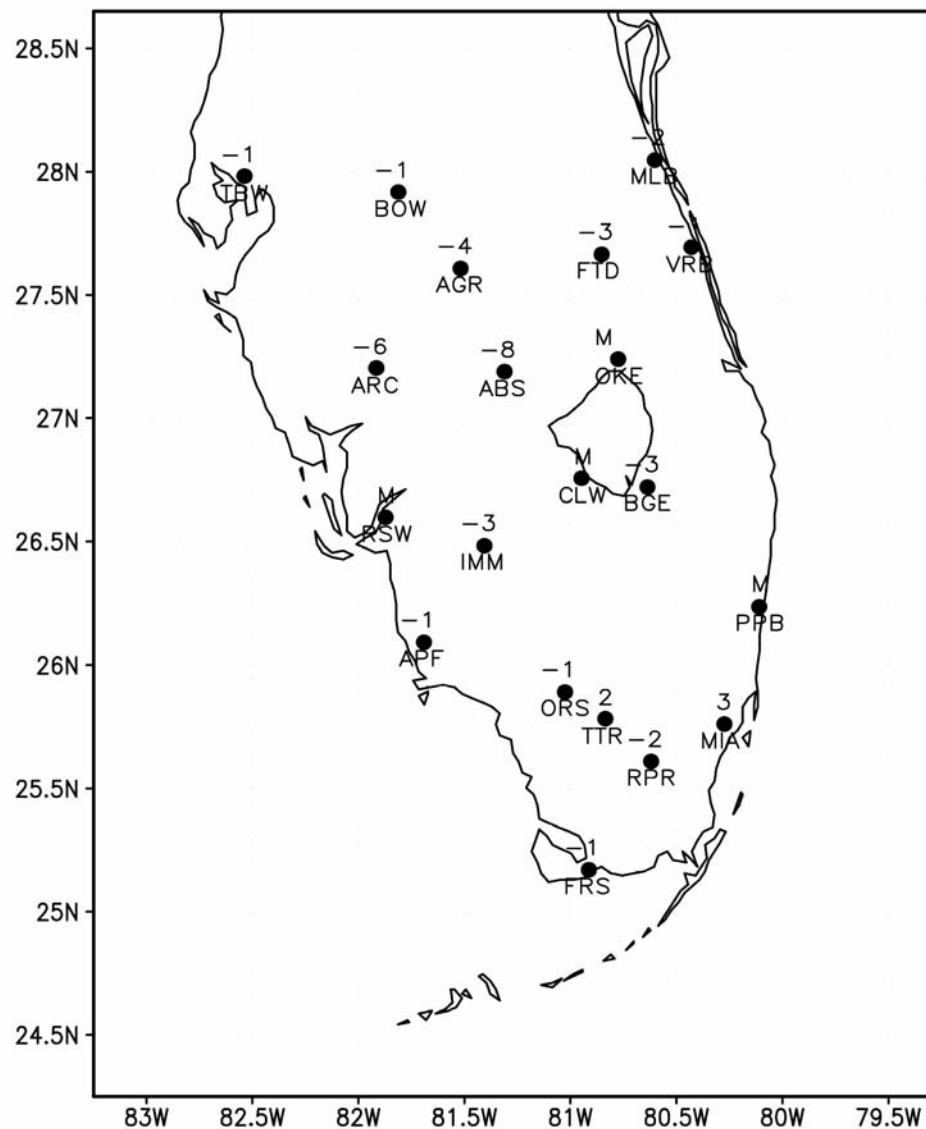 28.5N
28N
27.5N
27N
26.5N
26N
25.5N
25N
24.5N
83W
82.5W
82W
81.5W
81W
80.5W
80W
79.5W
-2
MLB
-1
TBW
-1
BOW
VRB
-3
FTD
-4
AGR
M
OKE
-6
ARC
-8
ABS
M
CLW
-3
BGE
M
RSW
-3
IMM
M
PPB
-1
APF
-1
ORS
2
TTR
3
MIA
-2
RPR
-1
FRS